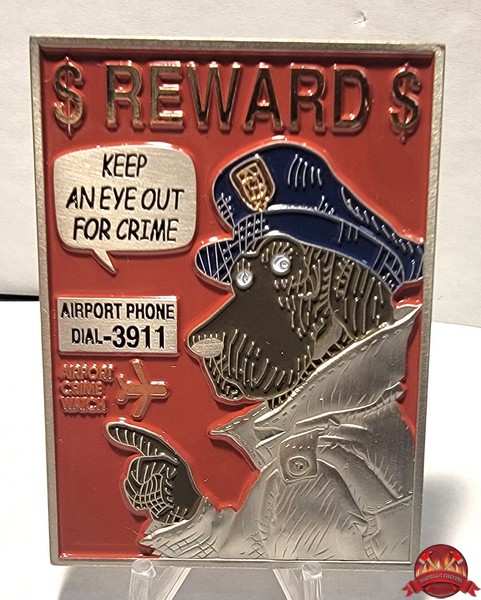 $ REWARD $
KEEP
AN EYE OUT
FOR CRIME
AIRPORT PHONE
DIAL-3911
AIRPORT
CRIME
WATCH